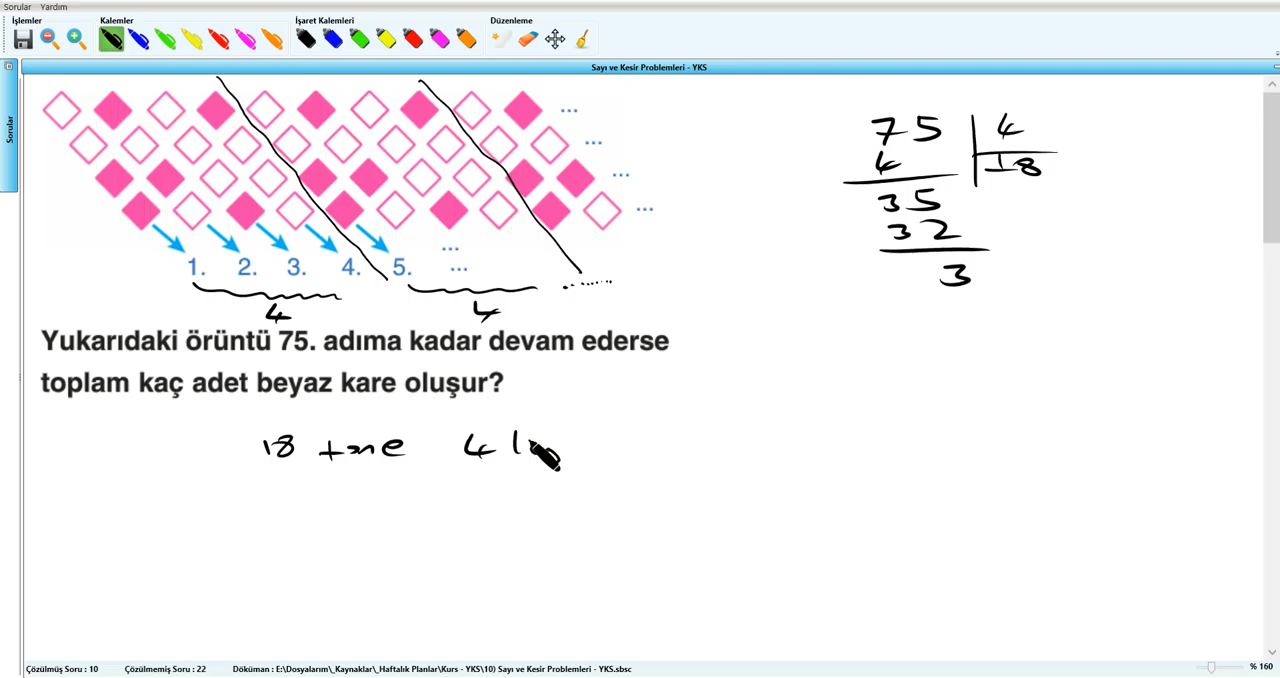 Sorular Yardım
İşlemler Kalemler İşaret Kalemleri Düzenleme
Sayı ve Kesir Problemleri - YKS
Sorular
...
...
...
...
1. 2. 3. 4. 5. ...
...
4 4
Yukarıdaki örüntü 75. adıma kadar devam ederse
toplam kaç adet beyaz kare oluşur?
18 tane 4 l
75 4
4 18
35
32
3
Çözülmüş Soru : 10 Çözülmemiş Soru : 22 Döküman : E:\Dosyalarım\_Kaynaklar\_Haftalık Planlar\Kurs - YKS\10) Sayı ve Kesir Problemleri - YKS.sbsc % 160